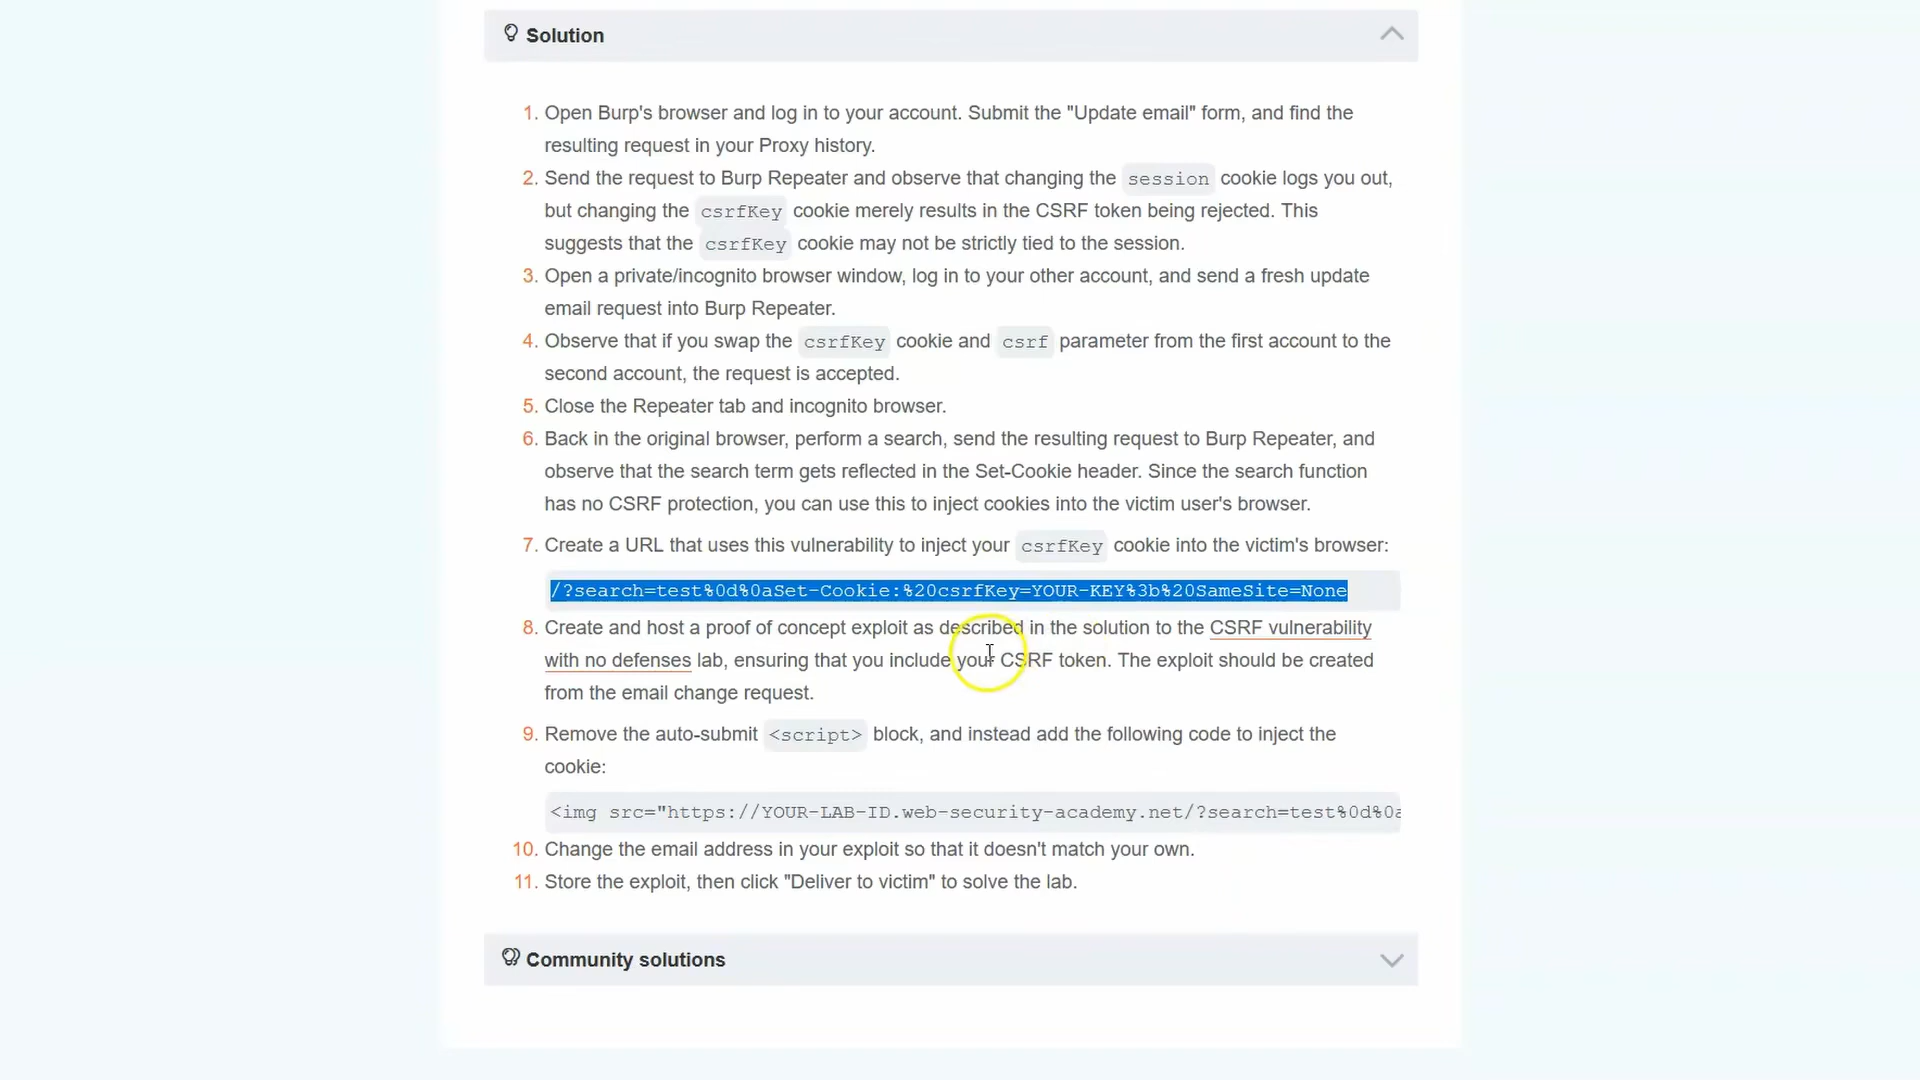 Solution
1. Open Burp's browser and log in to your account. Submit the "Update email" form, and find the
resulting request in your Proxy history.
2. Send the request to Burp Repeater and observe that changing the session cookie logs you out,
but changing the csrfKey cookie merely results in the CSRF token being rejected. This
suggests that the csrfKey cookie may not be strictly tied to the session.
3. Open a private/incognito browser window, log in to your other account, and send a fresh update
email request into Burp Repeater.
4. Observe that if you swap the csrfKey cookie and csrf parameter from the first account to the
second account, the request is accepted.
5. Close the Repeater tab and incognito browser.
6. Back in the original browser, perform a search, send the resulting request to Burp Repeater, and
observe that the search term gets reflected in the Set-Cookie header. Since the search function
has no CSRF protection, you can use this to inject cookies into the victim user's browser.
7. Create a URL that uses this vulnerability to inject your csrfKey cookie into the victim's browser:
/?search=test%0d%0aSet-Cookie:%20csrfKey=YOUR-KEY%3b%20SameSite=None
8. Create and host a proof of concept exploit as described in the solution to the CSRF vulnerability
with no defenses lab, ensuring that you include your CSRF token. The exploit should be created
from the email change request.
9. Remove the auto-submit <script> block, and instead add the following code to inject the
cookie:
<img src="https://YOUR-LAB-ID.web-security-academy.net/?search=test%0d%0a
10. Change the email address in your exploit so that it doesn't match your own.
11. Store the exploit, then click "Deliver to victim" to solve the lab.
Community solutions